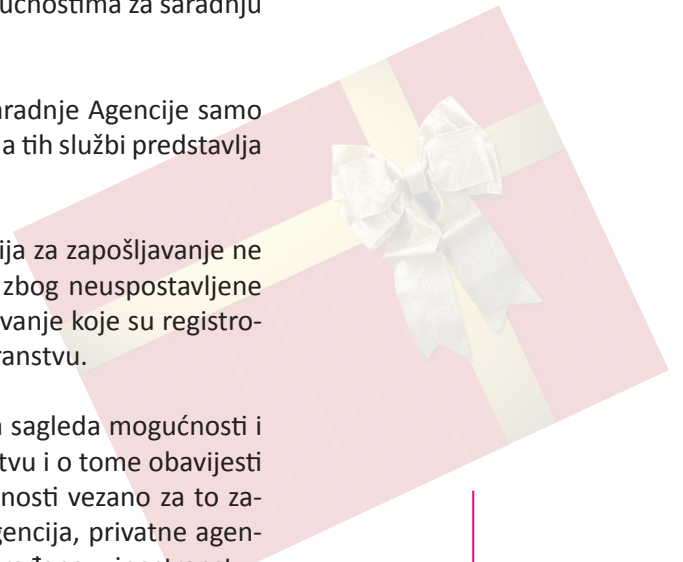 učnostima za saradnju
aradnje Agencije samo
a tih službi predstavlja
ija za zapošljavanje ne
zbog neuspostavljene
vanje koje su registro-
ranstvu.
sagleda mogućnosti i
tvu i o tome obavijesti
nosti vezano za to za-
gencija, privatne agen-